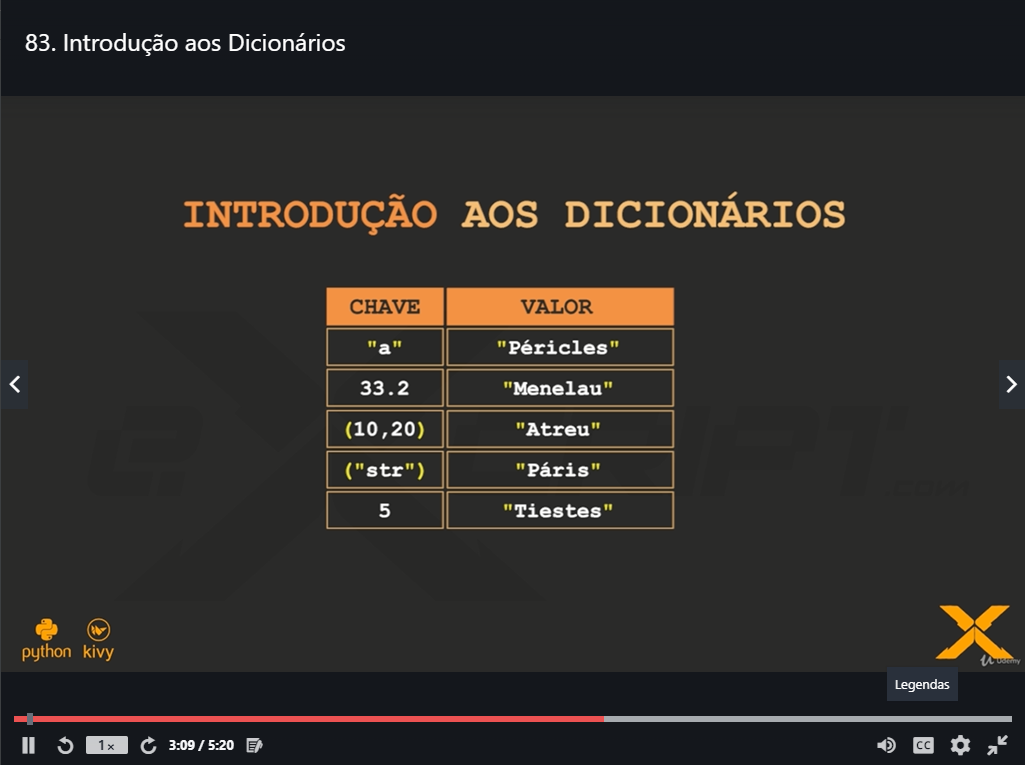 83. Introdução aos Dicionários
INTRODUÇÃO AOS DICIONÁRIOS
CHAVE VALOR
"a" "Péricles"
33.2 "Menelau"
(10,20) "Atreu"
("str") "Páris"
5 "Tiestes"
python kivy
Udemy
Legendas
1x 3:09 / 5:20 CC